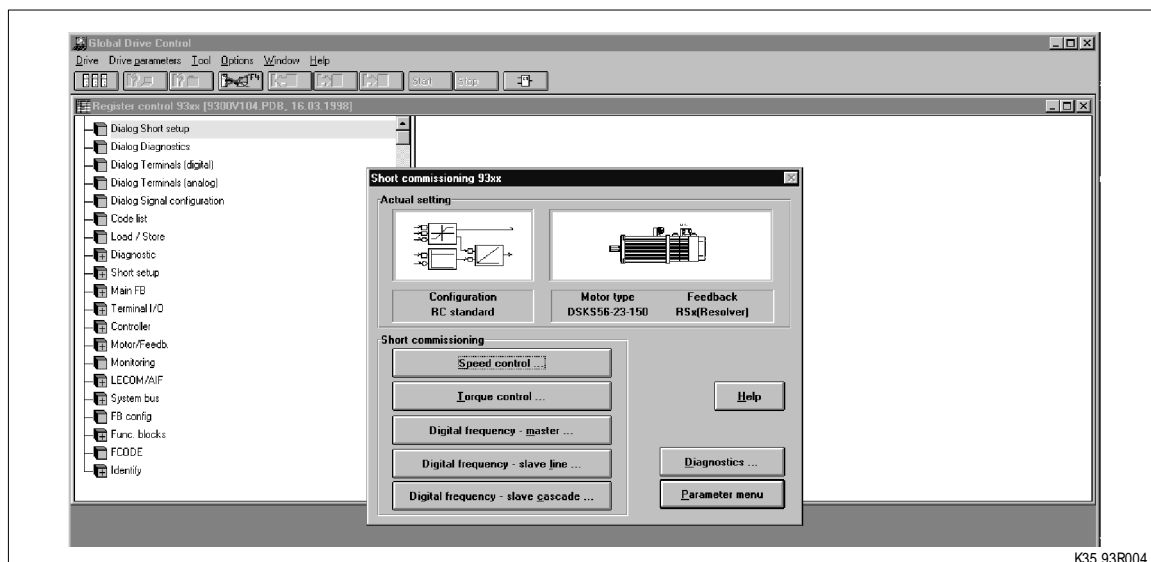 Global Drive Control
Drive Drive parameters Tool Options Window Help
F4
Start Stop
Register control 93xx [9300V104.PDB, 16.03.1998]
Dialog Short setup
Dialog Diagnostics
Dialog Terminals (digital)
Dialog Terminals (analog)
Dialog Signal configuration
Code list
Load / Store
Diagnostic
Short setup
Main FB
Terminal I/O
Controller
Motor/Feedb.
Monitoring
LECOM/AIF
System bus
FB config
Func. blocks
FCODE
Identify
Short commissioning 93xx
Actual setting
Configuration
RC standard
Motor type Feedback
DSKS56-23-150 RSx(Resolver)
Short commissioning
Speed control ...
Torque control ...
Digital frequency - master ...
Digital frequency - slave line ...
Digital frequency - slave cascade ...
Help
Diagnostics ...
Parameter menu
K35.93R004